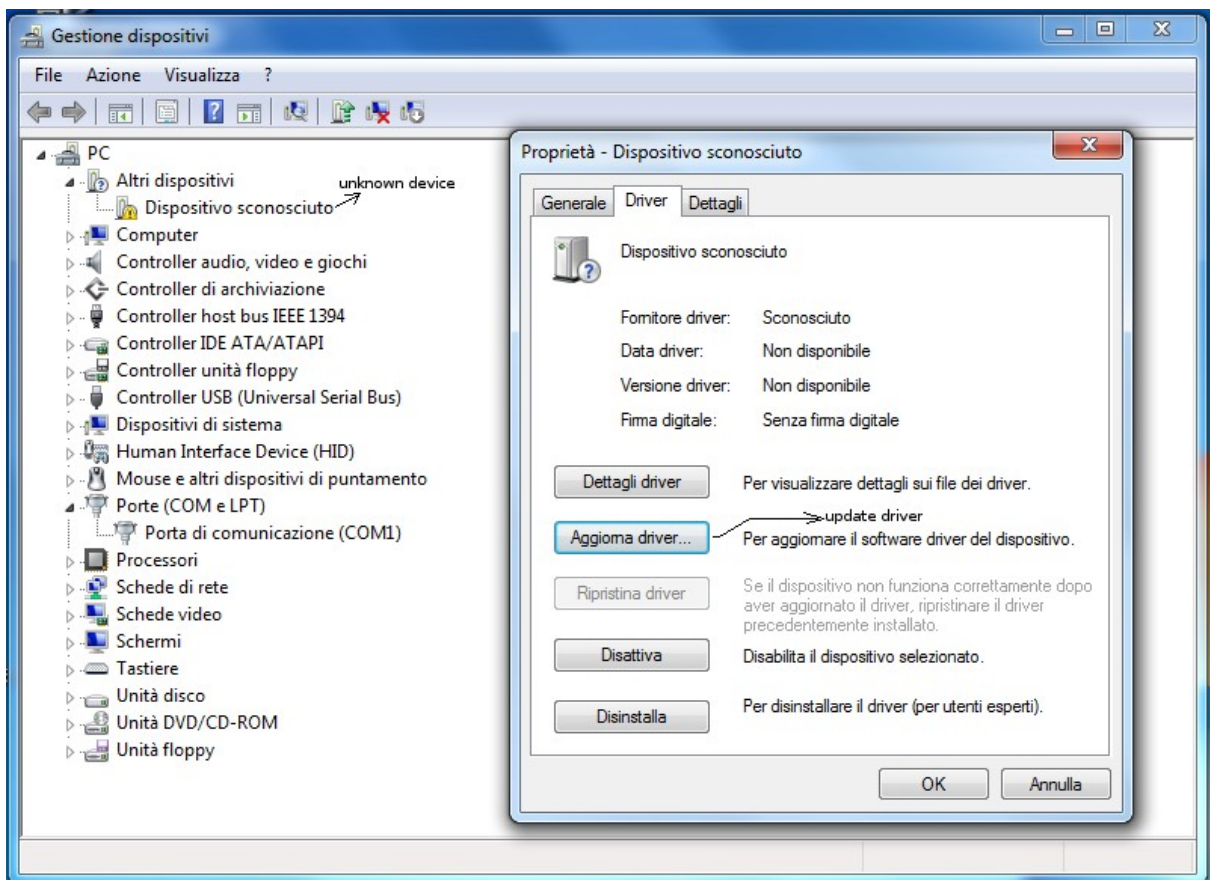 Gestione dispositivi
File Azione Visualizza ?
PC
Altri dispositivi
unknown device
Dispositivo sconosciuto
Computer
Controller audio, video e giochi
Controller di archiviazione
Controller host bus IEEE 1394
Controller IDE ATA/ATAPI
Controller unità floppy
Controller USB (Universal Serial Bus)
Dispositivi di sistema
Human Interface Device (HID)
Mouse e altri dispositivi di puntamento
Porte (COM e LPT)
Porta di comunicazione (COM1)
Processori
Schede di rete
Schede video
Schermi
Tastiere
Unità disco
Unità DVD/CD-ROM
Unità floppy
Proprietà - Dispositivo sconosciuto
Generale Driver Dettagli
Dispositivo sconosciuto
Fornitore driver: Sconosciuto
Data driver: Non disponibile
Versione driver: Non disponibile
Firma digitale: Senza firma digitale
Dettagli driver Per visualizzare dettagli sui file dei driver.
update driver
Aggiorna driver... Per aggiornare il software driver del dispositivo.
Ripristina driver Se il dispositivo non funziona correttamente dopo
aver aggiornato il driver, ripristinare il driver
precedentemente installato.
Disattiva Disabilita il dispositivo selezionato.
Disinstalla Per disinstallare il driver (per utenti esperti).
OK Annulla